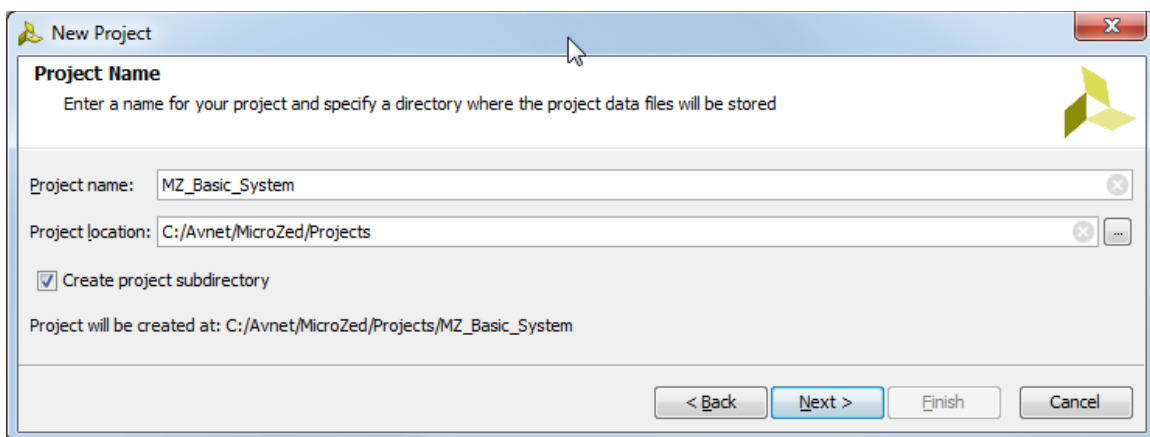 New Project
Project Name
Enter a name for your project and specify a directory where the project data files will be stored
Project name: MZ_Basic_System
Project location: C:/Avnet/MicroZed/Projects ...
Create project subdirectory
Project will be created at: C:/Avnet/MicroZed/Projects/MZ_Basic_System
< Back Next > Finish Cancel